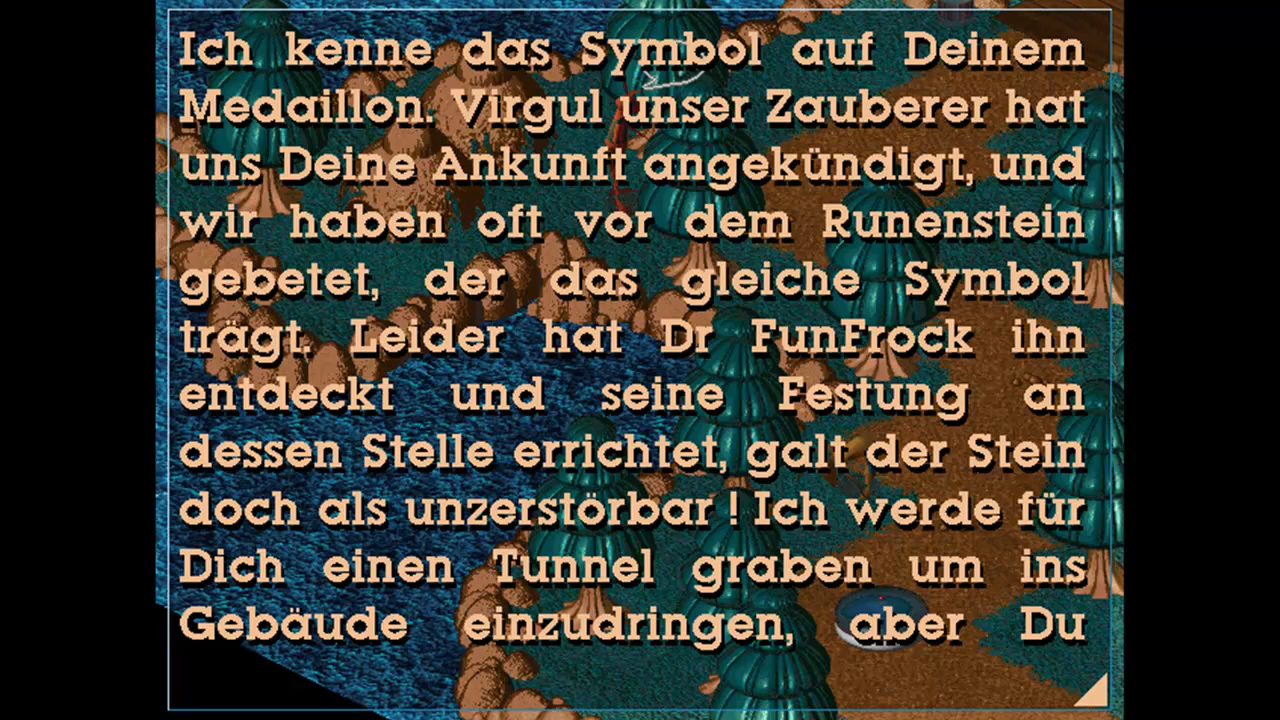 Ich kenne das Symbol auf Deinem
Medaillon. Virgul unser Zauberer hat
uns Deine Ankunft angekündigt, und
wir haben oft vor dem Runenstein
gebetet, der das gleiche Symbol
trägt. Leider hat Dr FunFrock ihn
entdeckt und seine Festung an
dessen Stelle errichtet, galt der Stein
doch als unzerstörbar ! Ich werde für
Dich einen Tunnel graben um ins
Gebäude einzudringen, aber Du